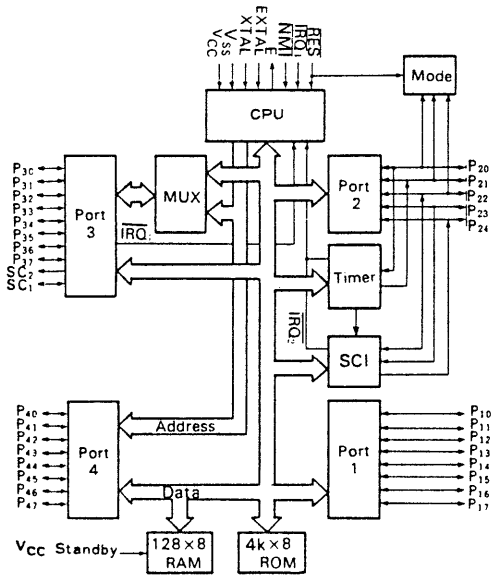 VCC
VSS
XTAL
EXTAL
E
NMI
IRQ1
RES
CPU
Mode
P30
P31
P32
P33
P34
P35
P36
P37
SC2
SC1
Port
3
MUX
IRQ1
Port
2
P20
P21
P22
P23
P24
Timer
IRQ2
SCI
P40
P41
P42
P43
P44
P45
P46
P47
Port
4
Address
Data
Port
1
P10
P11
P12
P13
P14
P15
P16
P17
VCC Standby
128×8
RAM
4k×8
ROM